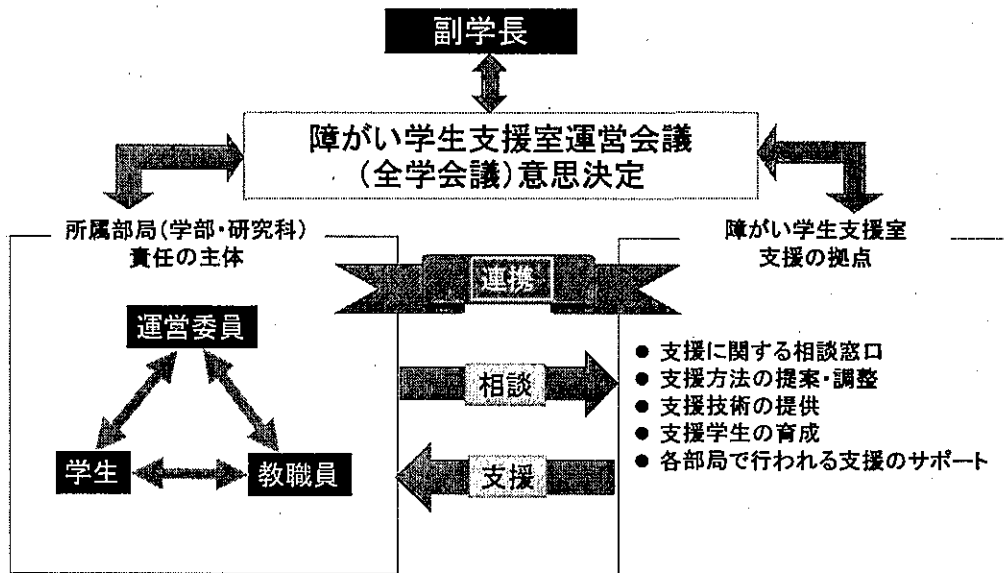 副学長
障がい学生支援室運営会議
(全学会議)意思決定
所属部局(学部・研究科)
責任の主体
障がい学生支援室
支援の拠点
連携
運営委員
学生
教職員
相談
支援
● 支援に関する相談窓口
● 支援方法の提案・調整
● 支援技術の提供
● 支援学生の育成
● 各部局で行われる支援のサポート